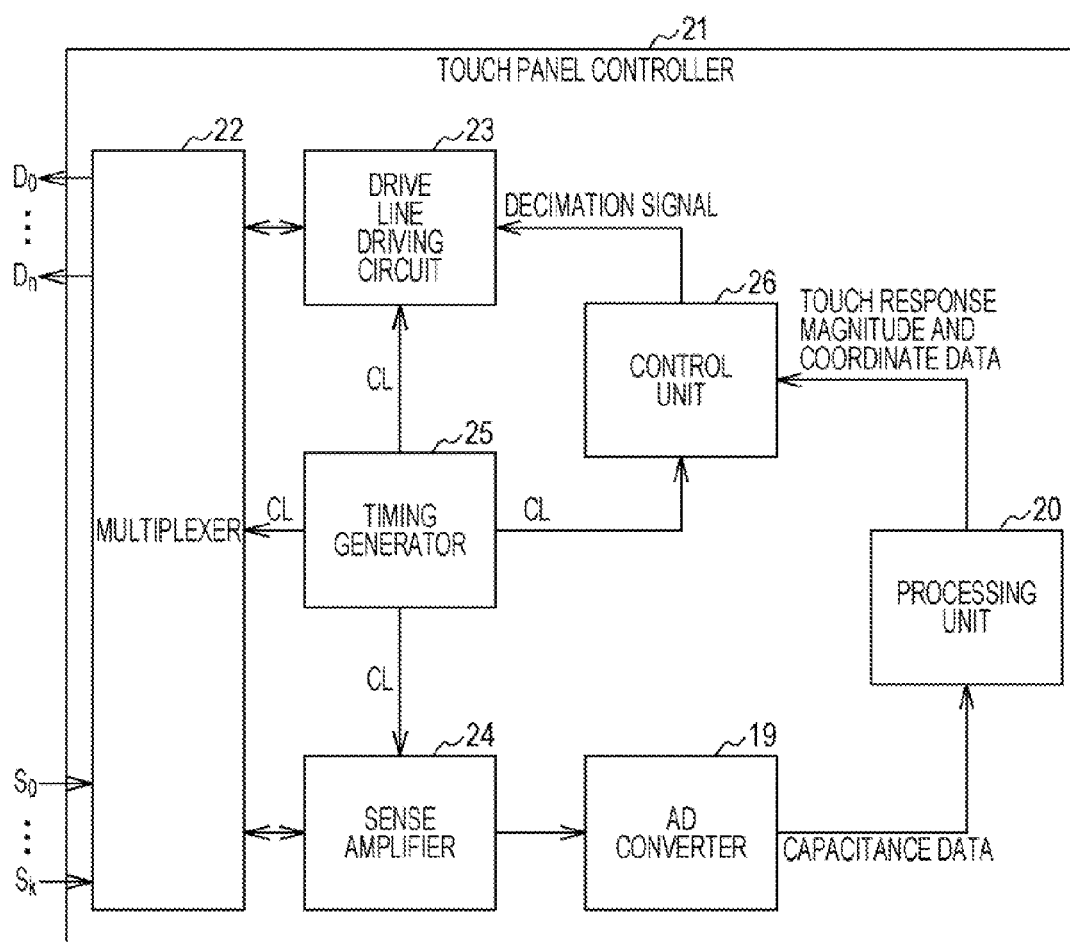 21
TOUCH PANEL CONTROLLER
22
23
D0
Dn
DRIVE
LINE
DRIVING
CIRCUIT
DECIMATION SIGNAL
26
TOUCH RESPONSE
MAGNITUDE AND
COORDINATE DATA
CONTROL
UNIT
CL
25
CL
MULTIPLEXER
TIMING
GENERATOR
CL
20
PROCESSING
UNIT
CL
24
19
S0
Sk
SENSE
AMPLIFIER
AD
CONVERTER
CAPACITANCE DATA